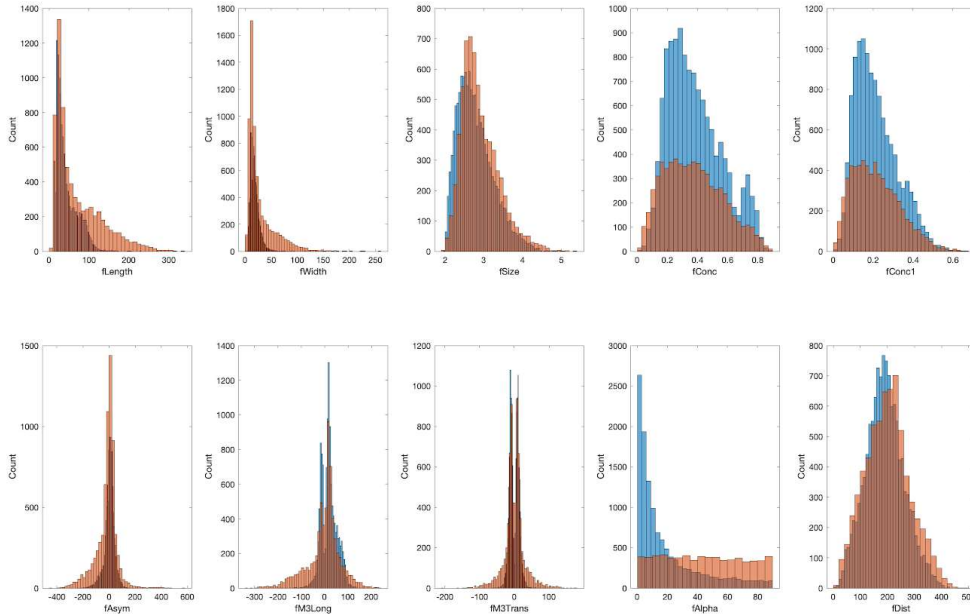 1400
1200
1000
800
600
400
200
0
Count
0 100 200 300
fLength
1800
1600
1400
1200
1000
800
600
400
200
0
Count
0 50 100 150 200 250
fWidth
800
700
600
500
400
300
200
100
0
Count
2 3 4 5
fSize
1000
900
800
700
600
500
400
300
200
100
0
Count
0 0.2 0.4 0.6 0.8
fConc
1200
1000
800
600
400
200
0
Count
0 0.2 0.4 0.6
fConc1
1500
1000
500
0
Count
-400 -200 0 200 400 600
fAsym
1400
1200
1000
800
600
400
200
0
Count
-300 -200 -100 0 100 200
fM3Long
1200
1000
800
600
400
200
0
Count
-200 -100 0 100
fM3Trans
3000
2500
2000
1500
1000
500
0
Count
0 20 40 60 80
fAlpha
800
700
600
500
400
300
200
100
0
Count
0 100 200 300 400
fDist